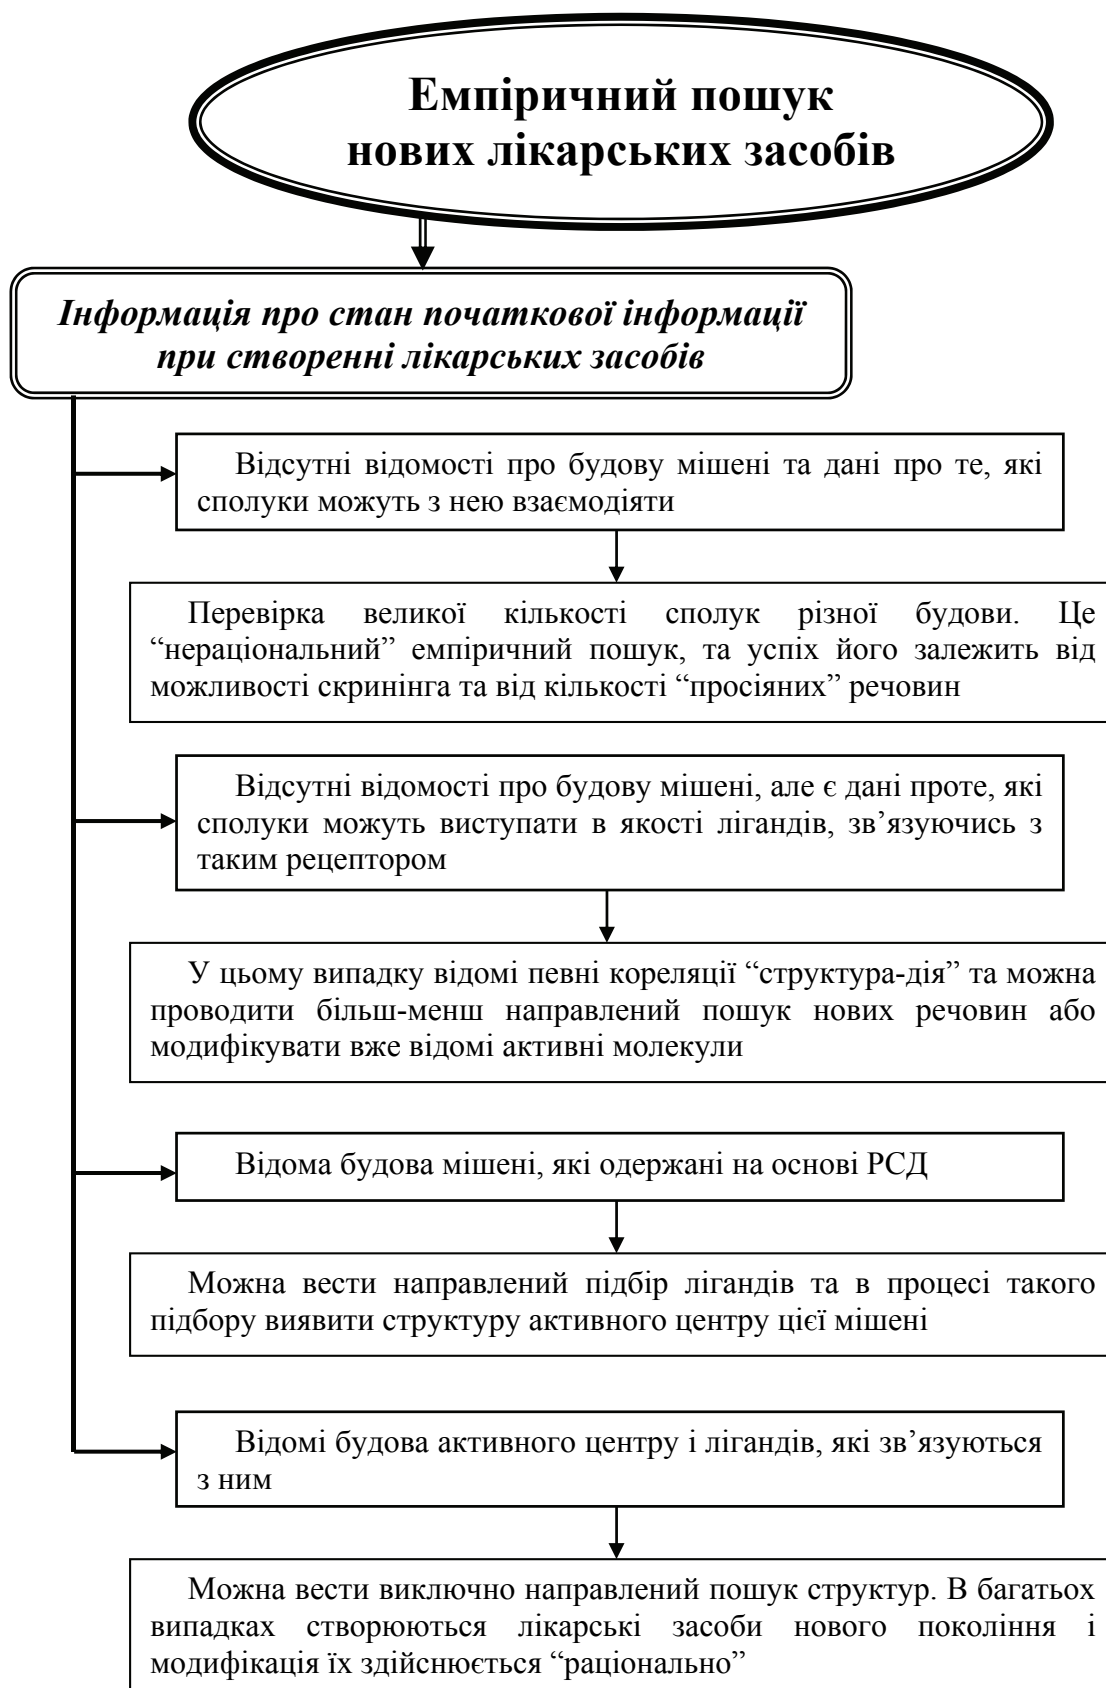 Емпіричний пошук
нових лікарських засобів
Інформація про стан початкової інформації
при створенні лікарських засобів
Відсутні відомості про будову мішені та дані про те, які
сполуки можуть з нею взаємодіяти
Перевірка великої кількості сполук різної будови. Це
“нераціональний” емпіричний пошук, та успіх його залежить від
можливості скринінга та від кількості “просіяних” речовин
Відсутні відомості про будову мішені, але є дані проте, які
сполуки можуть виступати в якості лігандів, зв’язуючись з
таким рецептором
У цьому випадку відомі певні кореляції “структура-дія” та можна
проводити більш-менш направлений пошук нових речовин або
модифікувати вже відомі активні молекули
Відома будова мішені, які одержані на основі РСД
Можна вести направлений підбір лігандів та в процесі такого
підбору виявити структуру активного центру цієї мішені
Відомі будова активного центру і лігандів, які зв’язуються
з ним
Можна вести виключно направлений пошук структур. В багатьох
випадках створюються лікарські засоби нового покоління і
модифікація їх здійснюється “раціонально”